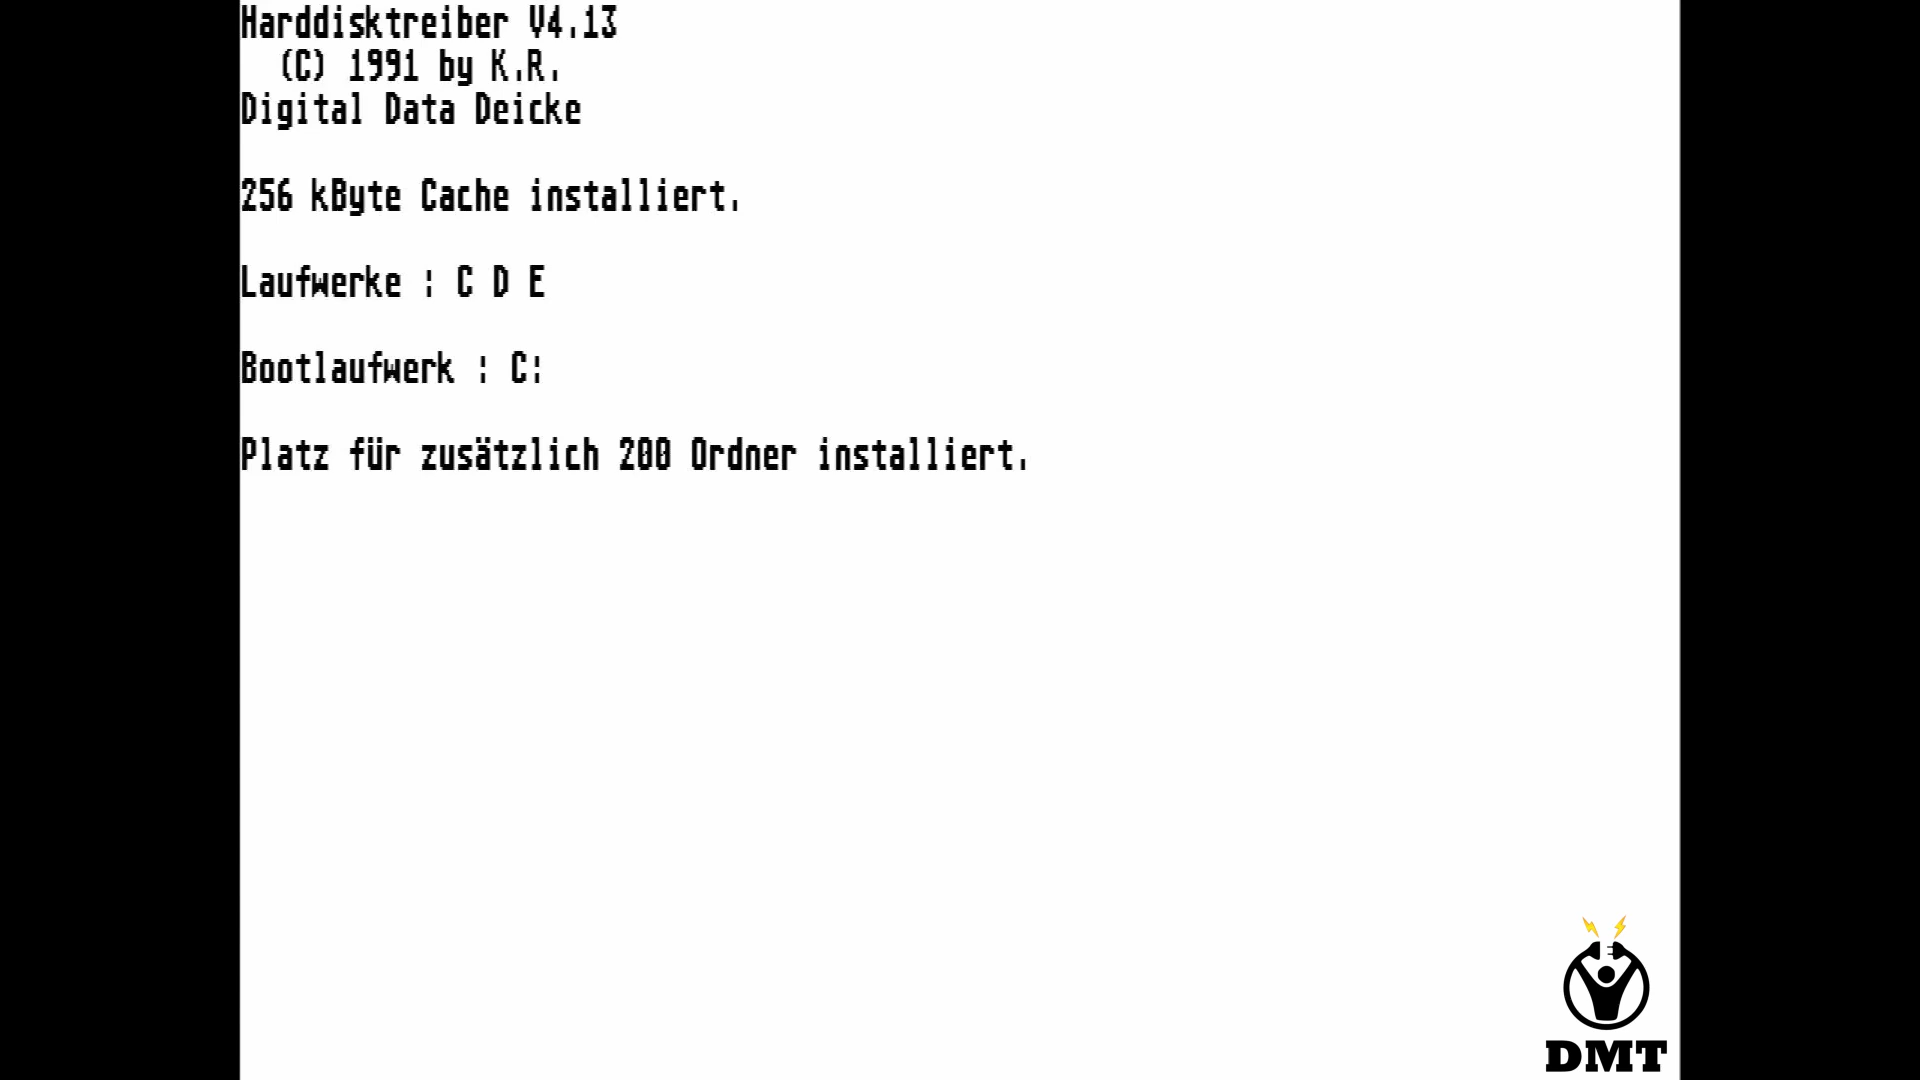 Harddisktreiber V4.13
(C) 1991 by K.R.
Digital Data Deicke
256 kByte Cache installiert.
Laufwerke : C D E
Bootlaufwerk : C:
Platz für zusätzlich 200 Ordner installiert.
DMT